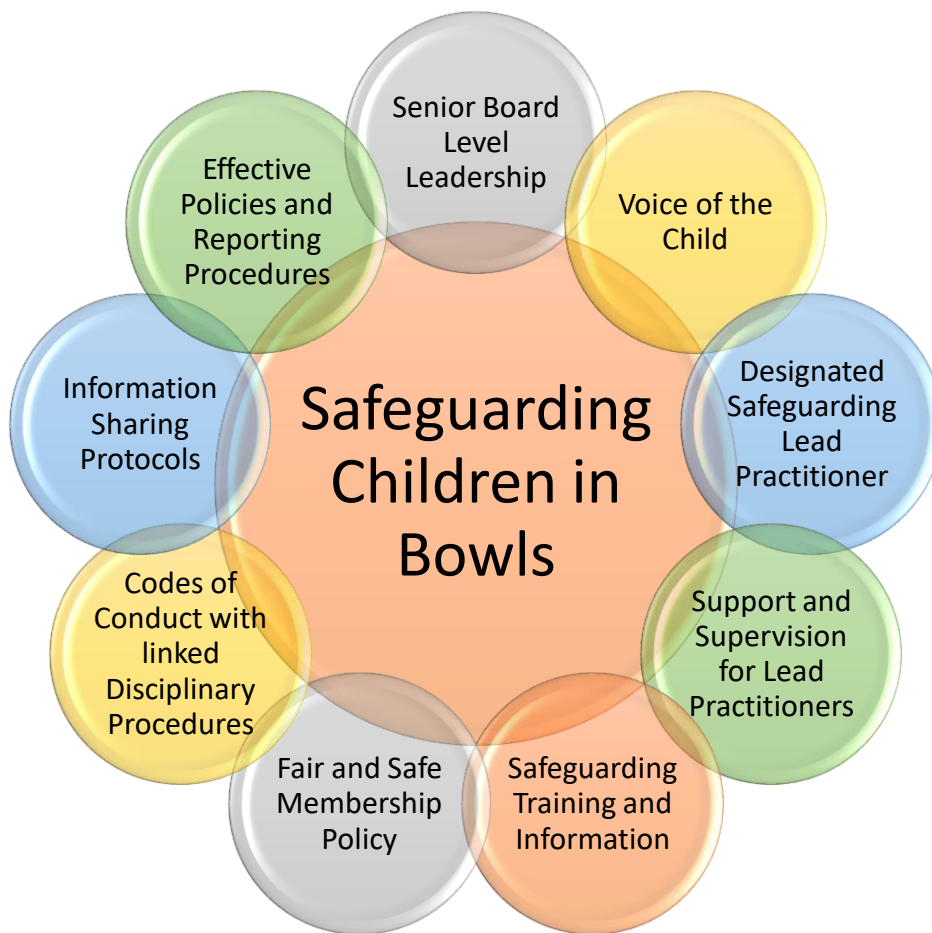 Senior Board
Level
Leadership
Voice of the
Child
Designated
Safeguarding
Lead
Practitioner
Support and
Supervision
for Lead
Practitioners
Safeguarding
Training and
Information
Fair and Safe
Membership
Policy
Codes of
Conduct with
linked
Disciplinary
Procedures
Information
Sharing
Protocols
Effective
Policies and
Reporting
Procedures
Safeguarding
Children in
Bowls